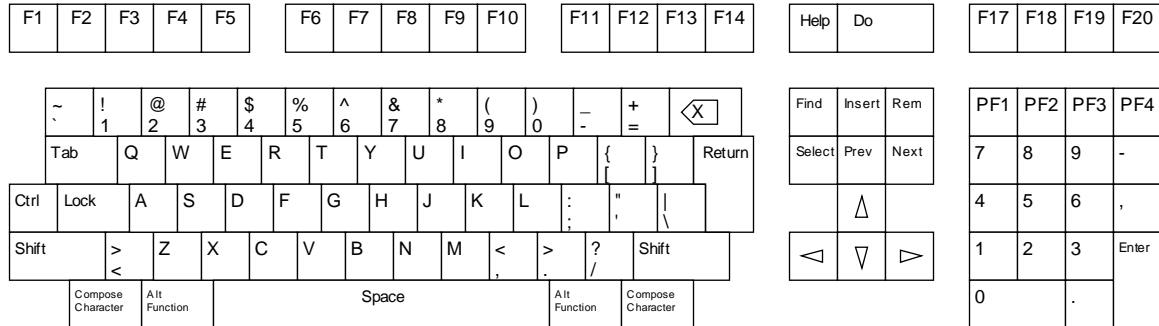 F1 F2 F3 F4 F5 F6 F7 F8 F9 F10 F11 F12 F13 F14 Help Do F17 F18 F19 F20
~ ! @ # $ % ^ & * ( ) _ + Find Insert Rem PF1 PF2 PF3 PF4
` 1 2 3 4 5 6 7 8 9 0 - = X
Tab Q W E R T Y U I O P { } Return Select Prev Next 7 8 9 -
[ ]
Ctrl Lock A S D F G H J K L : " | 4 5 6 ,
; ' \
Shift > Z X C V B N M < > ? Shift 1 2 3 Enter
< , . /
Compose Alt Space Alt Compose 0 .
Character Function Function Character